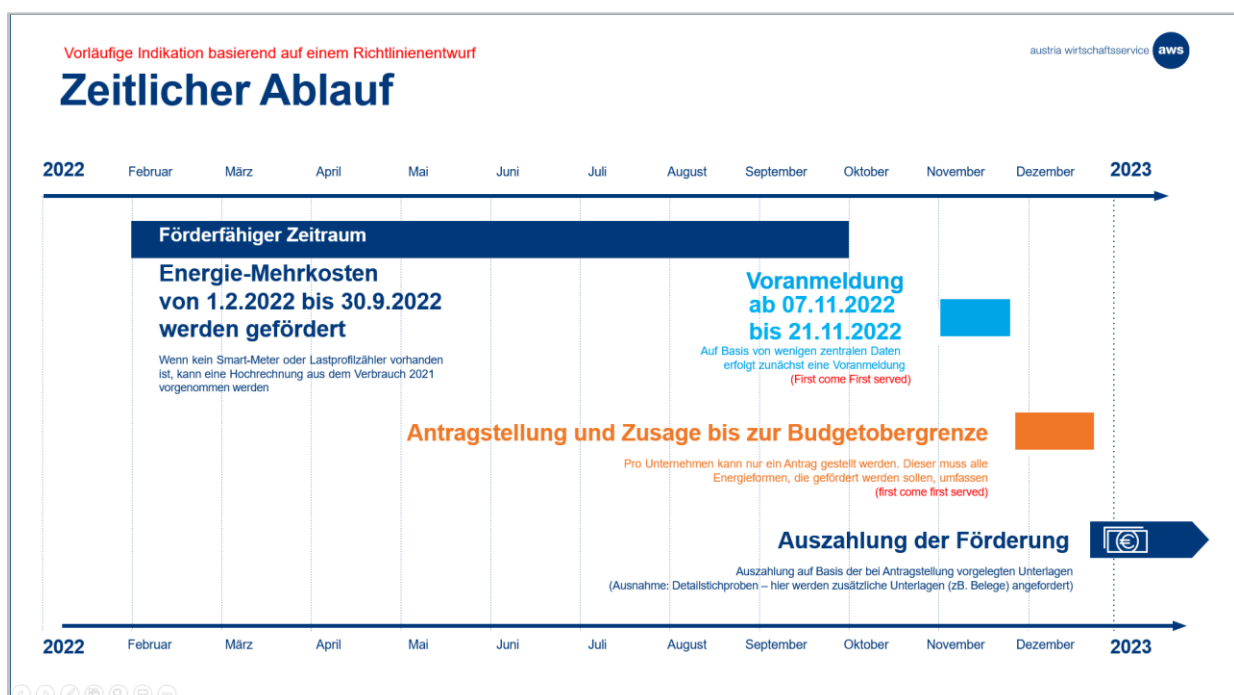 Vorläufige Indikation basierend auf einem Richtlinienentwurf
austria wirtschaftsservice aws
Zeitlicher Ablauf
2022 Februar März April Mai Juni Juli August September Oktober November Dezember 2023
Förderfähiger Zeitraum
Energie-Mehrkosten
von 1.2.2022 bis 30.9.2022
werden gefördert
Wenn kein Smart-Meter oder Lastprofilzähler vorhanden
ist, kann eine Hochrechnung aus dem Verbrauch 2021
vorgenommen werden
Voranmeldung
ab 07.11.2022
bis 21.11.2022
Auf Basis von wenigen zentralen Daten
erfolgt zunächst eine Voranmeldung
(First come First served)
Antragstellung und Zusage bis zur Budgetobergrenze
Pro Unternehmen kann nur ein Antrag gestellt werden. Dieser muss alle
Energieformen, die gefördert werden sollen, umfassen
(first come first served)
Auszahlung der Förderung
€
Auszahlung auf Basis der bei Antragstellung vorgelegten Unterlagen
(Ausnahme: Detailstichproben – hier werden zusätzliche Unterlagen (zB. Belege) angefordert)
2022 Februar März April Mai Juni Juli August September Oktober November Dezember 2023